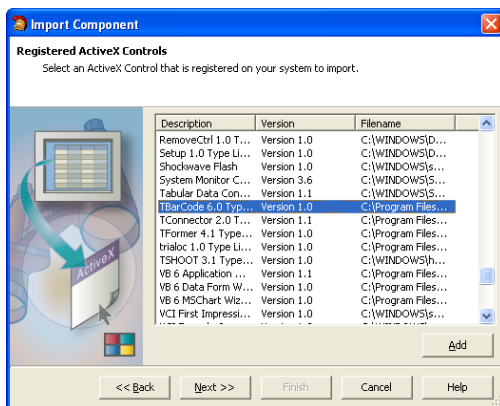 Import Component
Registered ActiveX Controls
Select an ActiveX Control that is registered on your system to import.
Description Version Filename
RemoveCtrl 1.0 T... Version 1.0 C:\WINDOWS\D...
Setup 1.0 Type Li... Version 1.0 C:\WINDOWS\D...
Shockwave Flash Version 1.0 C:\WINDOWS\s...
System Monitor C... Version 3.6 C:\WINDOWS\S...
Tabular Data Con... Version 1.1 C:\WINDOWS\S...
TBarCode 6.0 Typ... Version 1.0 C:\Program Files...
TConnector 2.0 T... Version 1.1 C:\Program Files...
TFormer 4.1 Type... Version 1.0 C:\Program Files...
trialoc 1.0 Type Li... Version 1.0 C:\Program Files...
TSHOOT 3.1 Type... Version 1.0 C:\WINDOWS\h...
VB 6 Application ... Version 1.1 C:\Program Files...
VB 6 Data Form W... Version 1.0 C:\Program Files...
VB 6 MSChart Wiz... Version 1.0 C:\Program Files...
VCI First Impressi... Version 1.0 C:\WINDOWS\s...
ActiveX
Add
<< Back Next >> Finish Cancel Help